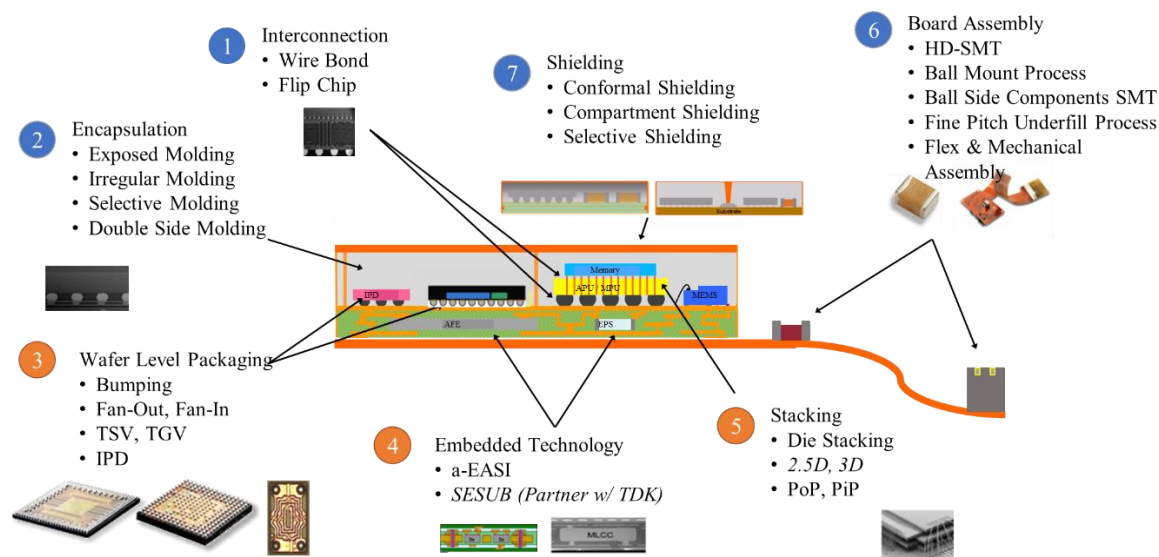 1
Interconnection
• Wire Bond
• Flip Chip
2
Encapsulation
• Exposed Molding
• Irregular Molding
• Selective Molding
• Double Side Molding
7
Shielding
• Conformal Shielding
• Compartment Shielding
• Selective Shielding
6
Board Assembly
• HD-SMT
• Ball Mount Process
• Ball Side Components SMT
• Fine Pitch Underfill Process
• Flex & Mechanical
Assembly
Substrate
Memory
IPD
APU / MPU
MEMS
AFE
EPS
3
Wafer Level Packaging
• Bumping
• Fan-Out, Fan-In
• TSV, TGV
• IPD
4
Embedded Technology
• a-EASI
• SESUB (Partner w/ TDK)
MLCC
5
Stacking
• Die Stacking
• 2.5D, 3D
• PoP, PiP